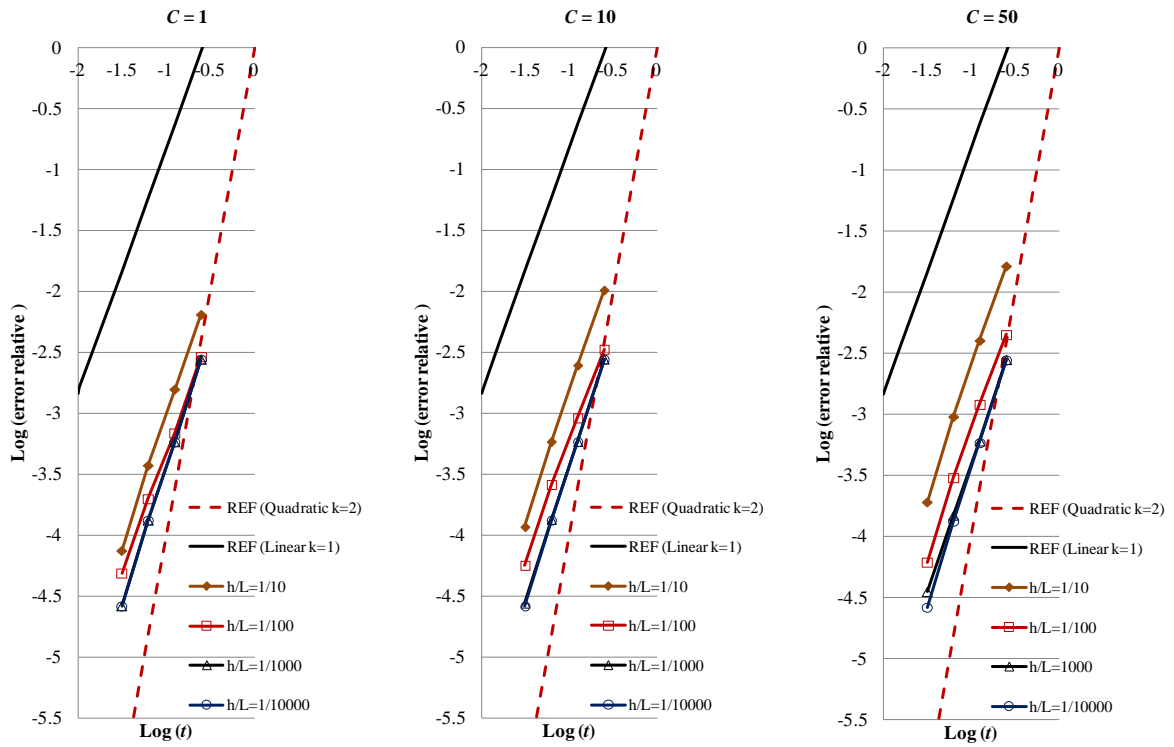 C = 1
0
-2 -1.5 -1 -0.5 0
-0.5
-1
-1.5
-2
-2.5
-3
-3.5
-4
-4.5
-5
-5.5
Log (error relative )
Log (t)
REF (Quadratic k=2)
REF (Linear k=1)
h/L=1/10
h/L=1/100
h/L=1/1000
h/L=1/10000
C = 10
0
-2 -1.5 -1 -0.5 0
-0.5
-1
-1.5
-2
-2.5
-3
-3.5
-4
-4.5
-5
-5.5
Log (error relative )
Log (t)
REF (Quadratic k=2)
REF (Linear k=1)
h/L=1/10
h/L=1/100
h/L=1/1000
h/L=1/10000
C = 50
0
-2 -1.5 -1 -0.5 0
-0.5
-1
-1.5
-2
-2.5
-3
-3.5
-4
-4.5
-5
-5.5
Log (error relative )
Log (t)
REF (Quadratic k=2)
REF (Linear k=1)
h/L=1/10
h/L=1/100
h/L=1000
h/L=1/10000